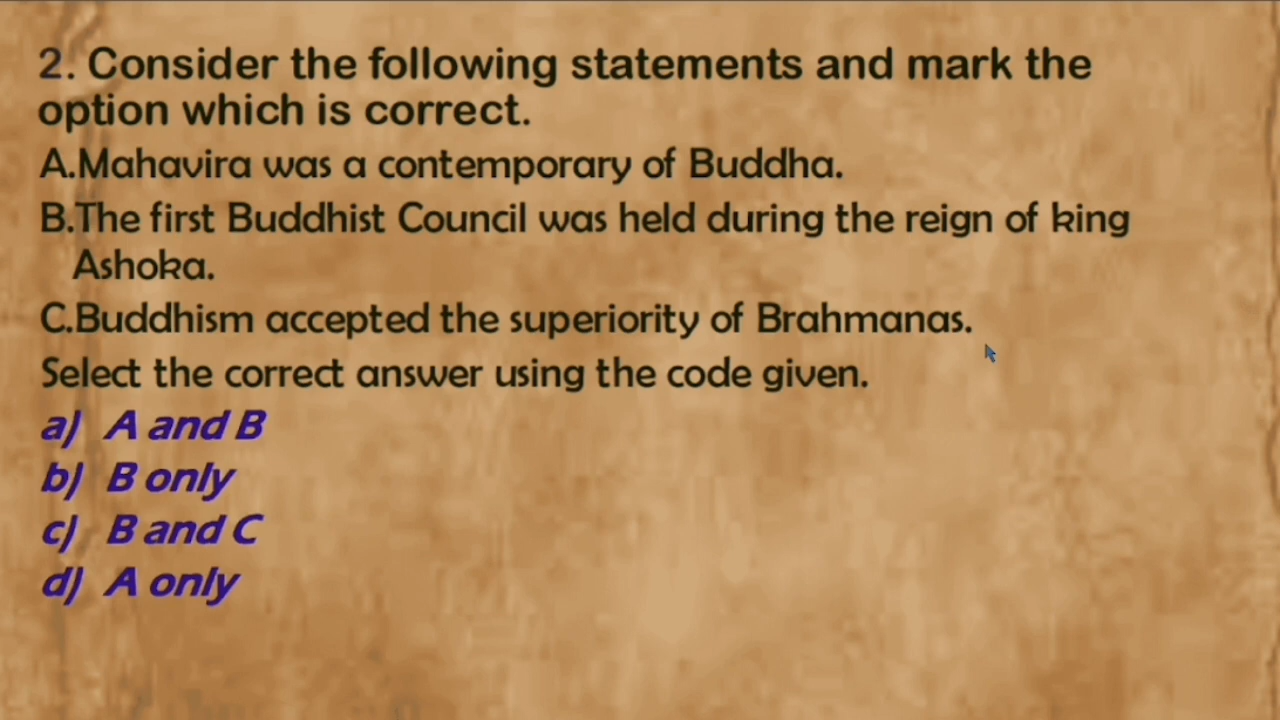 2. Consider the following statements and mark the
option which is correct.
A.Mahavira was a contemporary of Buddha.
B.The first Buddhist Council was held during the reign of king
Ashoka.
C.Buddhism accepted the superiority of Brahmanas.
Select the correct answer using the code given.
a) A and B
b) B only
c) B and C
d) A only